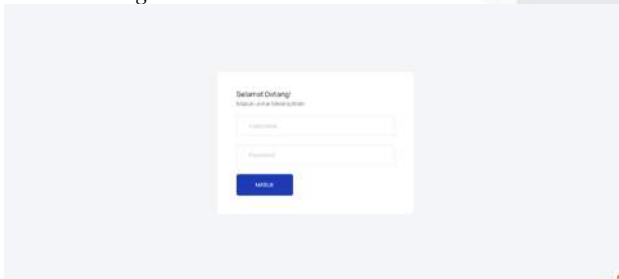 Selamat Datang!
Masuk untuk Melanjutkan
Username
Password
MASUK